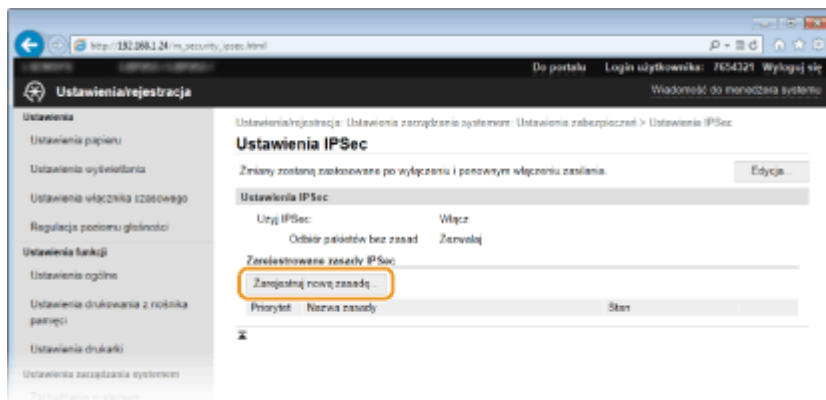 http://192.168.1.24/m_security_ipsec.html
Do portalu Login użytkownika: 7654321 Wyloguj się
Ustawienia/rejestracja
Wiadomość do menedżera systemu
Ustawienia
Ustawienia papieru
Ustawienia wyświetlania
Ustawienia włącznika czasowego
Regulacja poziomu głośności
Ustawienia funkcji
Ustawienia ogólne
Ustawienia drukowania z nośnika
pamięci
Ustawienia drukarki
Ustawienia zarządzania systemem
Ustawienia/rejestracja: Ustawienia zarządzania systemem: Ustawienia zabezpieczeń > Ustawienia IPSec
Ustawienia IPSec
Zmiany zostaną zastosowane po wyłączeniu i ponownym włączeniu zasilania.
Edycja...
Ustawienia IPSec
Użyj IPSec: Włącz
Odbiór pakietów bez zasad Zezwalaj
Zarejestrowane zasady IPSec
Zarejestruj nową zasadę...
Priorytet Nazwa zasady Stan